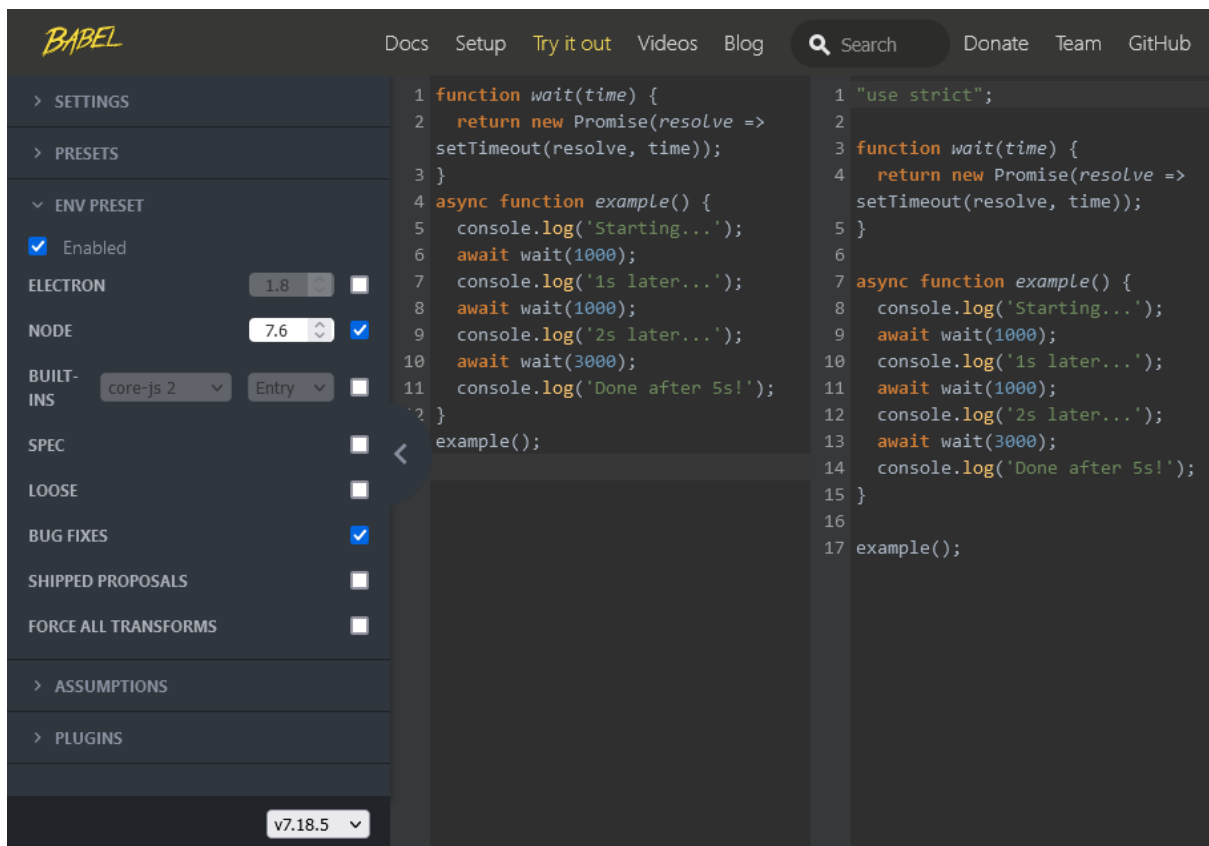 BABEL
Docs Setup Try it out Videos Blog Search Donate Team GitHub
SETTINGS
PRESETS
ENV PRESET
Enabled
ELECTRON 1.8
NODE 7.6
BUILT-
INS core-js 2 Entry
SPEC
LOOSE
BUG FIXES
SHIPPED PROPOSALS
FORCE ALL TRANSFORMS
ASSUMPTIONS
PLUGINS
v7.18.5
1 function wait(time) {
2   return new Promise(resolve =>
setTimeout(resolve, time));
3 }
4 async function example() {
5   console.log('Starting...');
6   await wait(1000);
7   console.log('1s later...');
8   await wait(1000);
9   console.log('2s later...');
10   await wait(3000);
11   console.log('Done after 5s!');
2 }
example();
1 "use strict";
2
3 function wait(time) {
4   return new Promise(resolve =>
setTimeout(resolve, time));
5 }
6
7 async function example() {
8   console.log('Starting...');
9   await wait(1000);
10   console.log('1s later...');
11   await wait(1000);
12   console.log('2s later...');
13   await wait(3000);
14   console.log('Done after 5s!');
15 }
16
17 example();